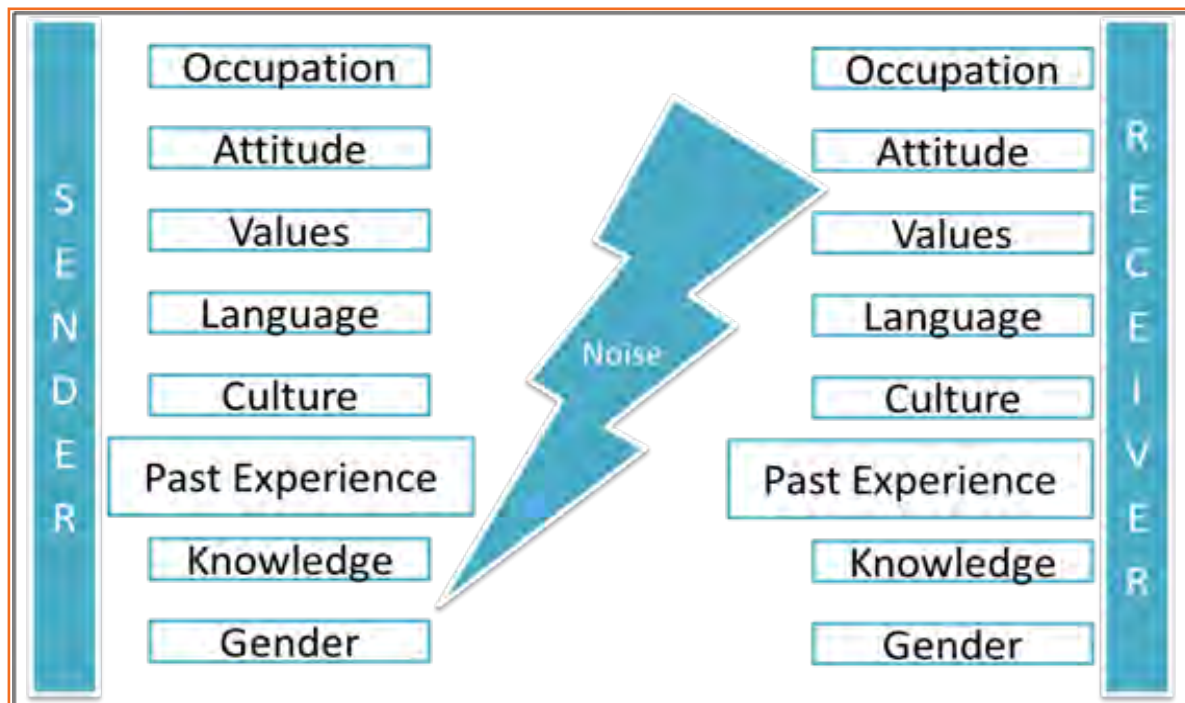 SENDER
Occupation
Attitude
Values
Language
Culture
Past Experience
Knowledge
Gender
Noise
Occupation
Attitude
Values
Language
Culture
Past Experience
Knowledge
Gender
RECEIVER